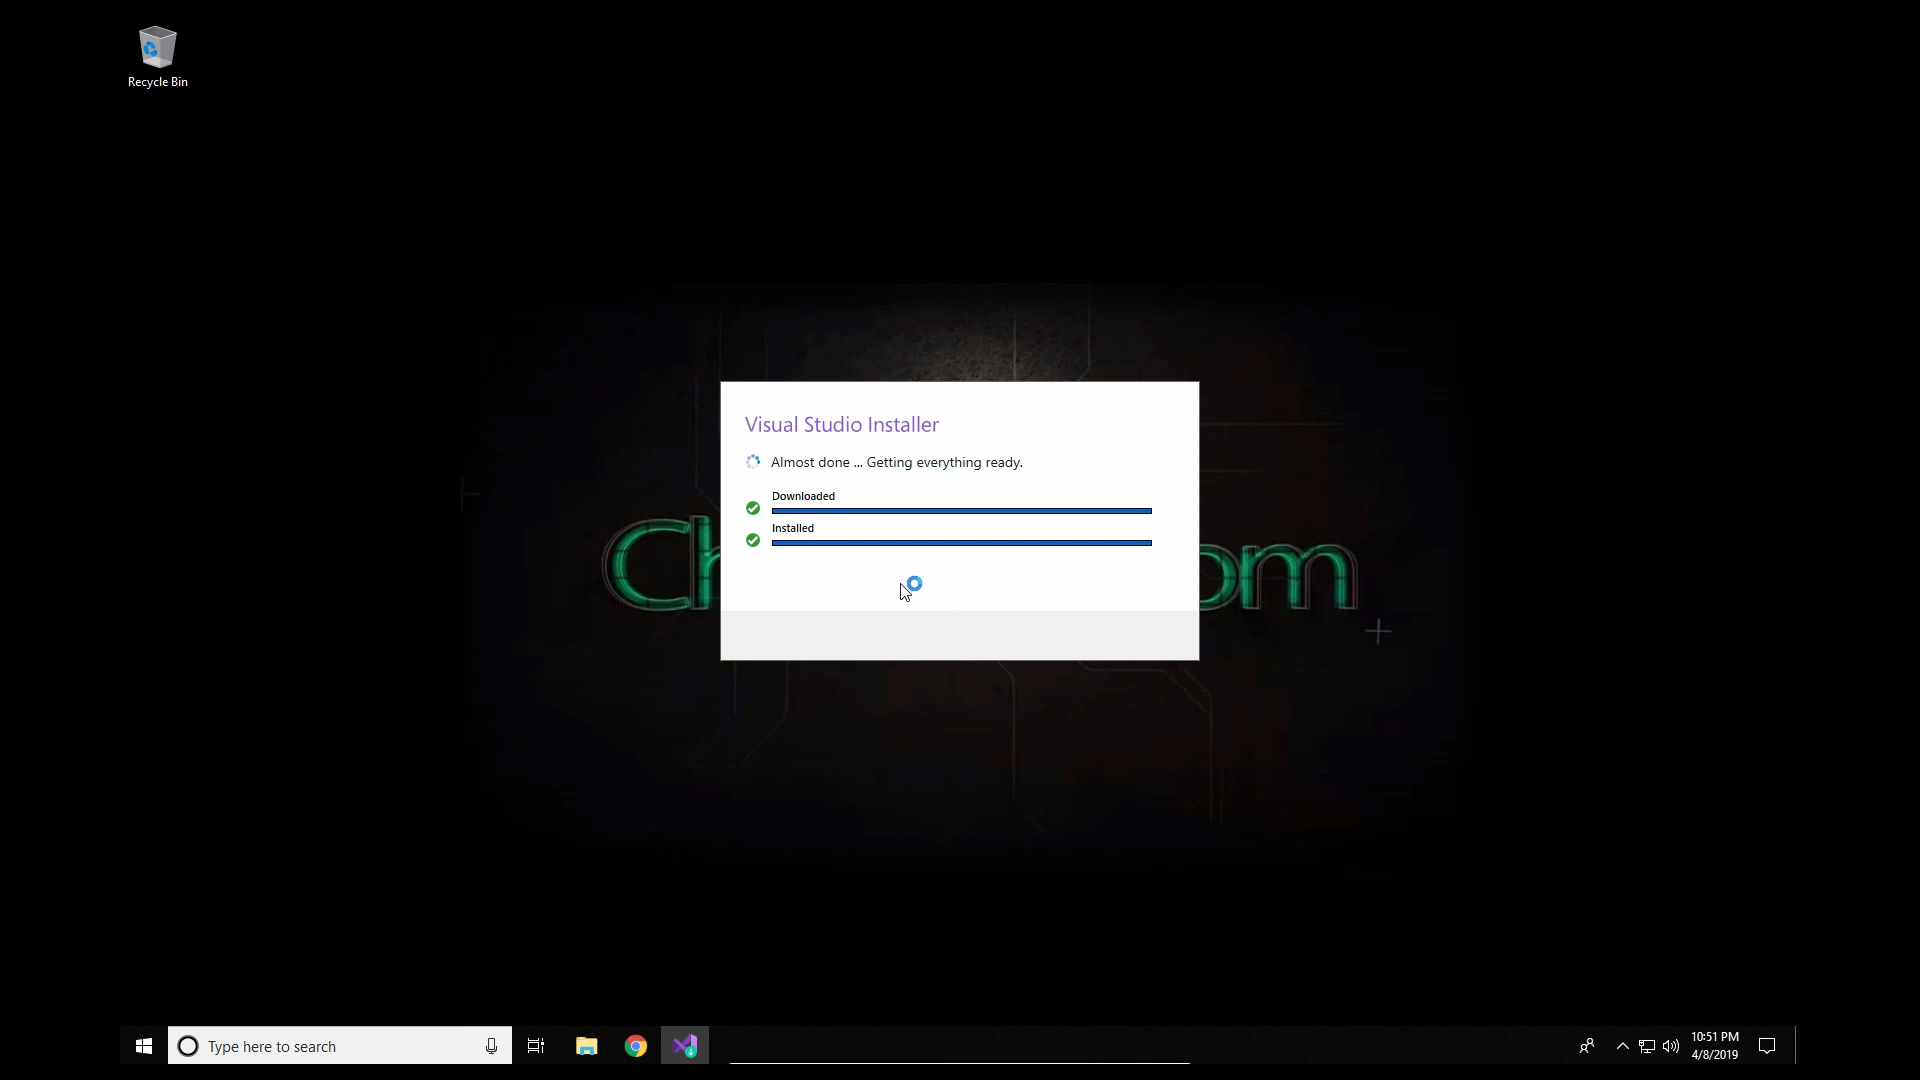 Recycle Bin
Visual Studio Installer
Almost done ... Getting everything ready.
Downloaded
Installed
Type here to search
10:51 PM
4/8/2019